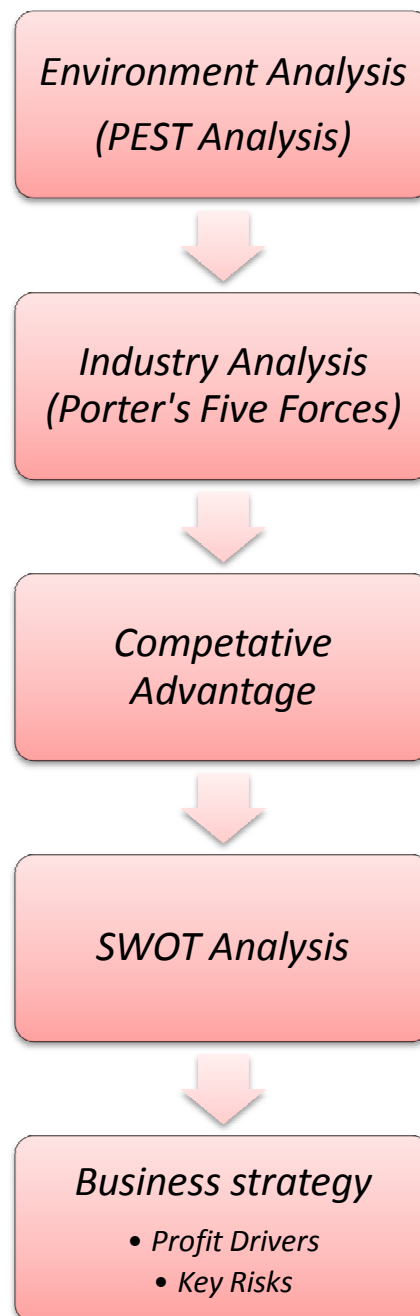 Environment Analysis
(PEST Analysis)
Industry Analysis
(Porter's Five Forces)
Competative
Advantage
SWOT Analysis
Business strategy
• Profit Drivers
• Key Risks